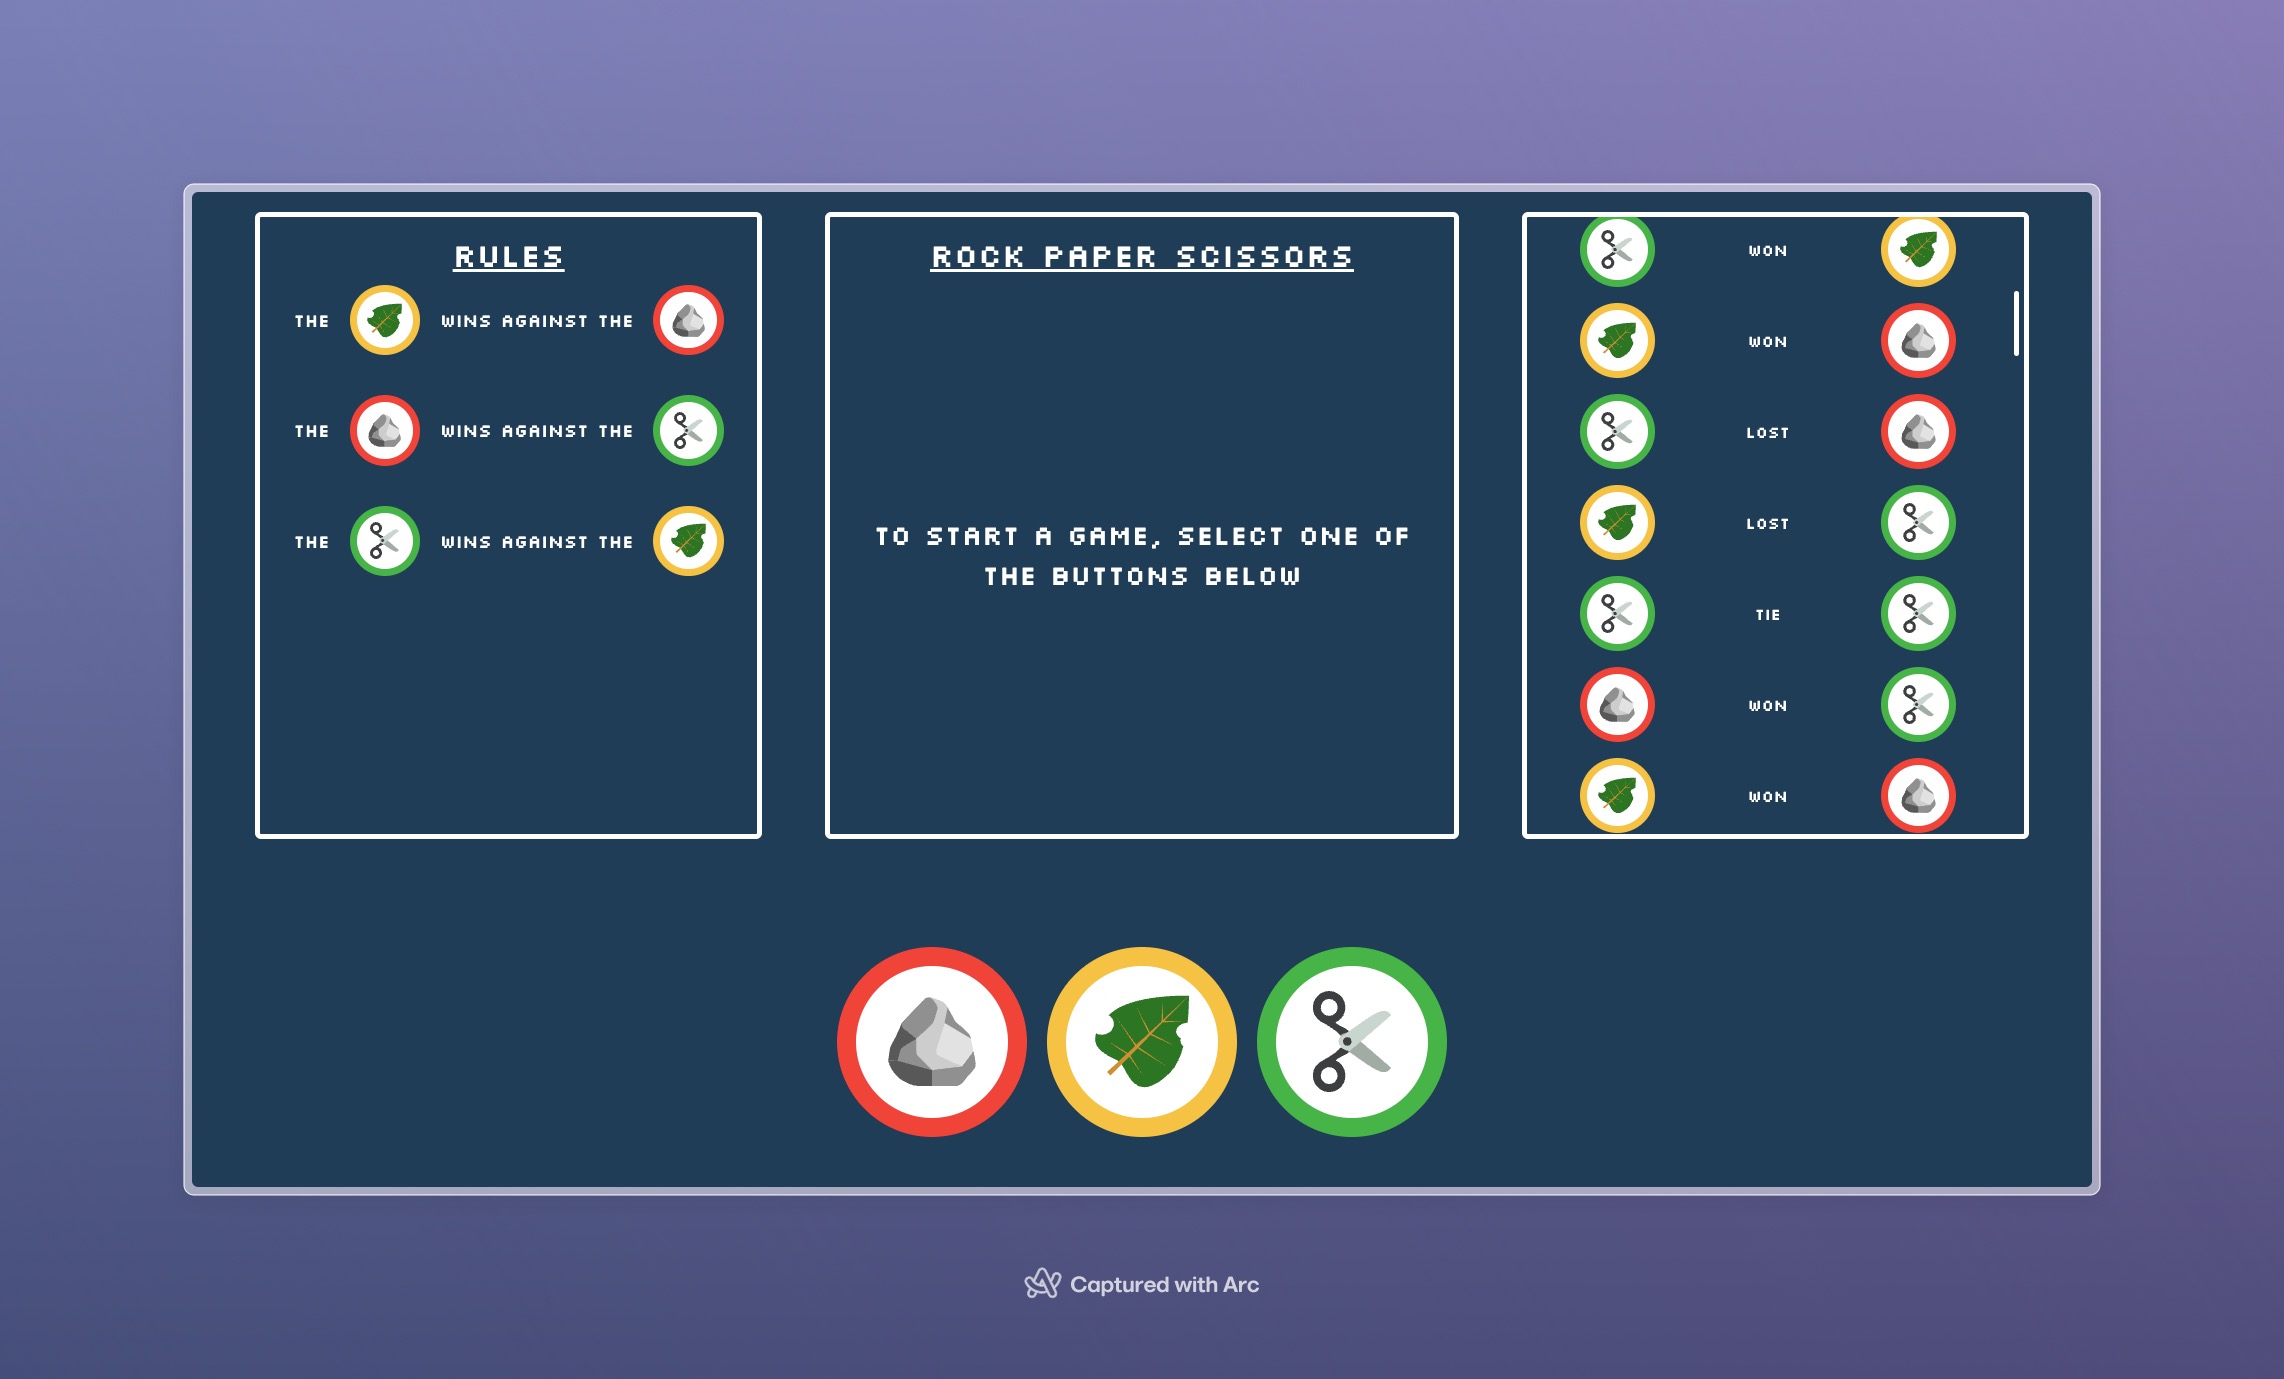 RULES
THE WINS AGAINST THE
THE WINS AGAINST THE
THE WINS AGAINST THE
ROCK PAPER SCISSORS
TO START A GAME, SELECT ONE OF
THE BUTTONS BELOW
WON
WON
LOST
LOST
TIE
WON
WON
Captured with Arc